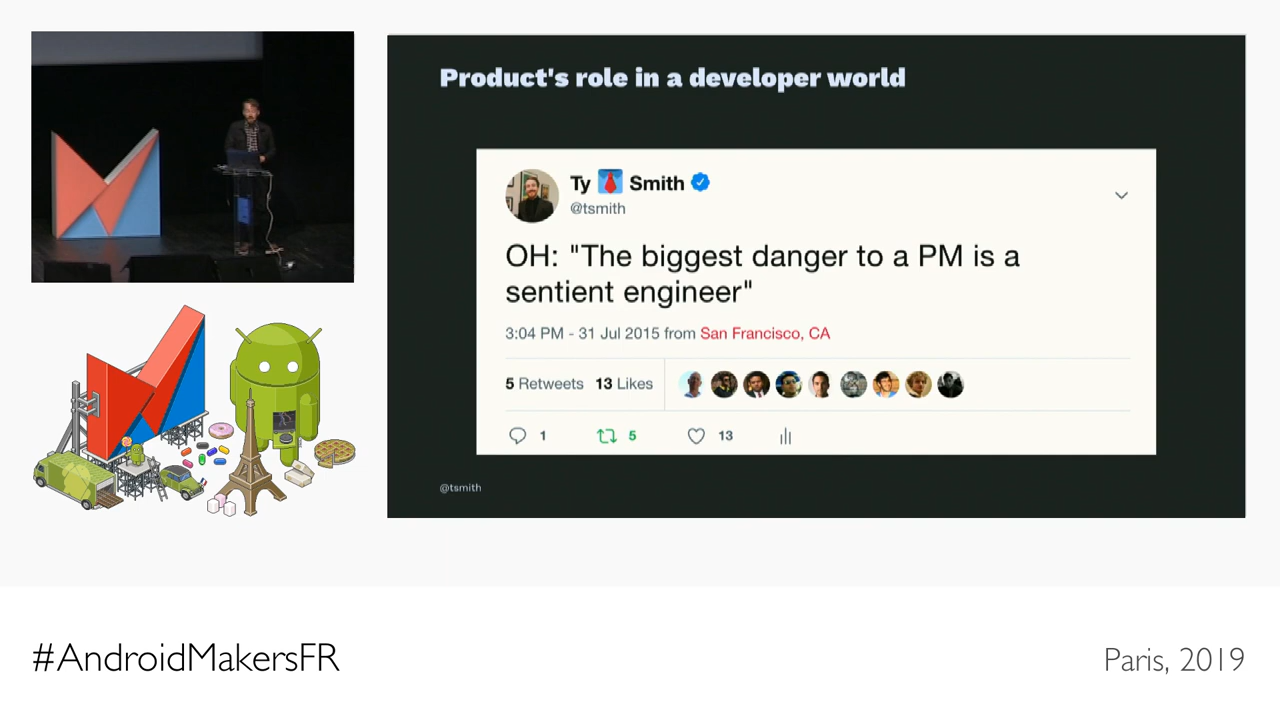 Product's role in a developer world
Ty Smith
@tsmith
OH: "The biggest danger to a PM is a
sentient engineer"
3:04 PM - 31 Jul 2015 from San Francisco, CA
5 Retweets 13 Likes
1 5 13
@tsmith
#AndroidMakersFR
Paris, 2019